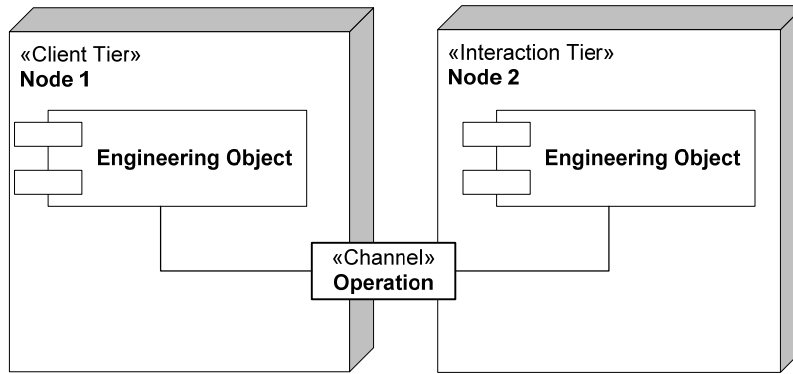 «Client Tier»
Node 1
Engineering Object
«Interaction Tier»
Node 2
Engineering Object
«Channel»
Operation